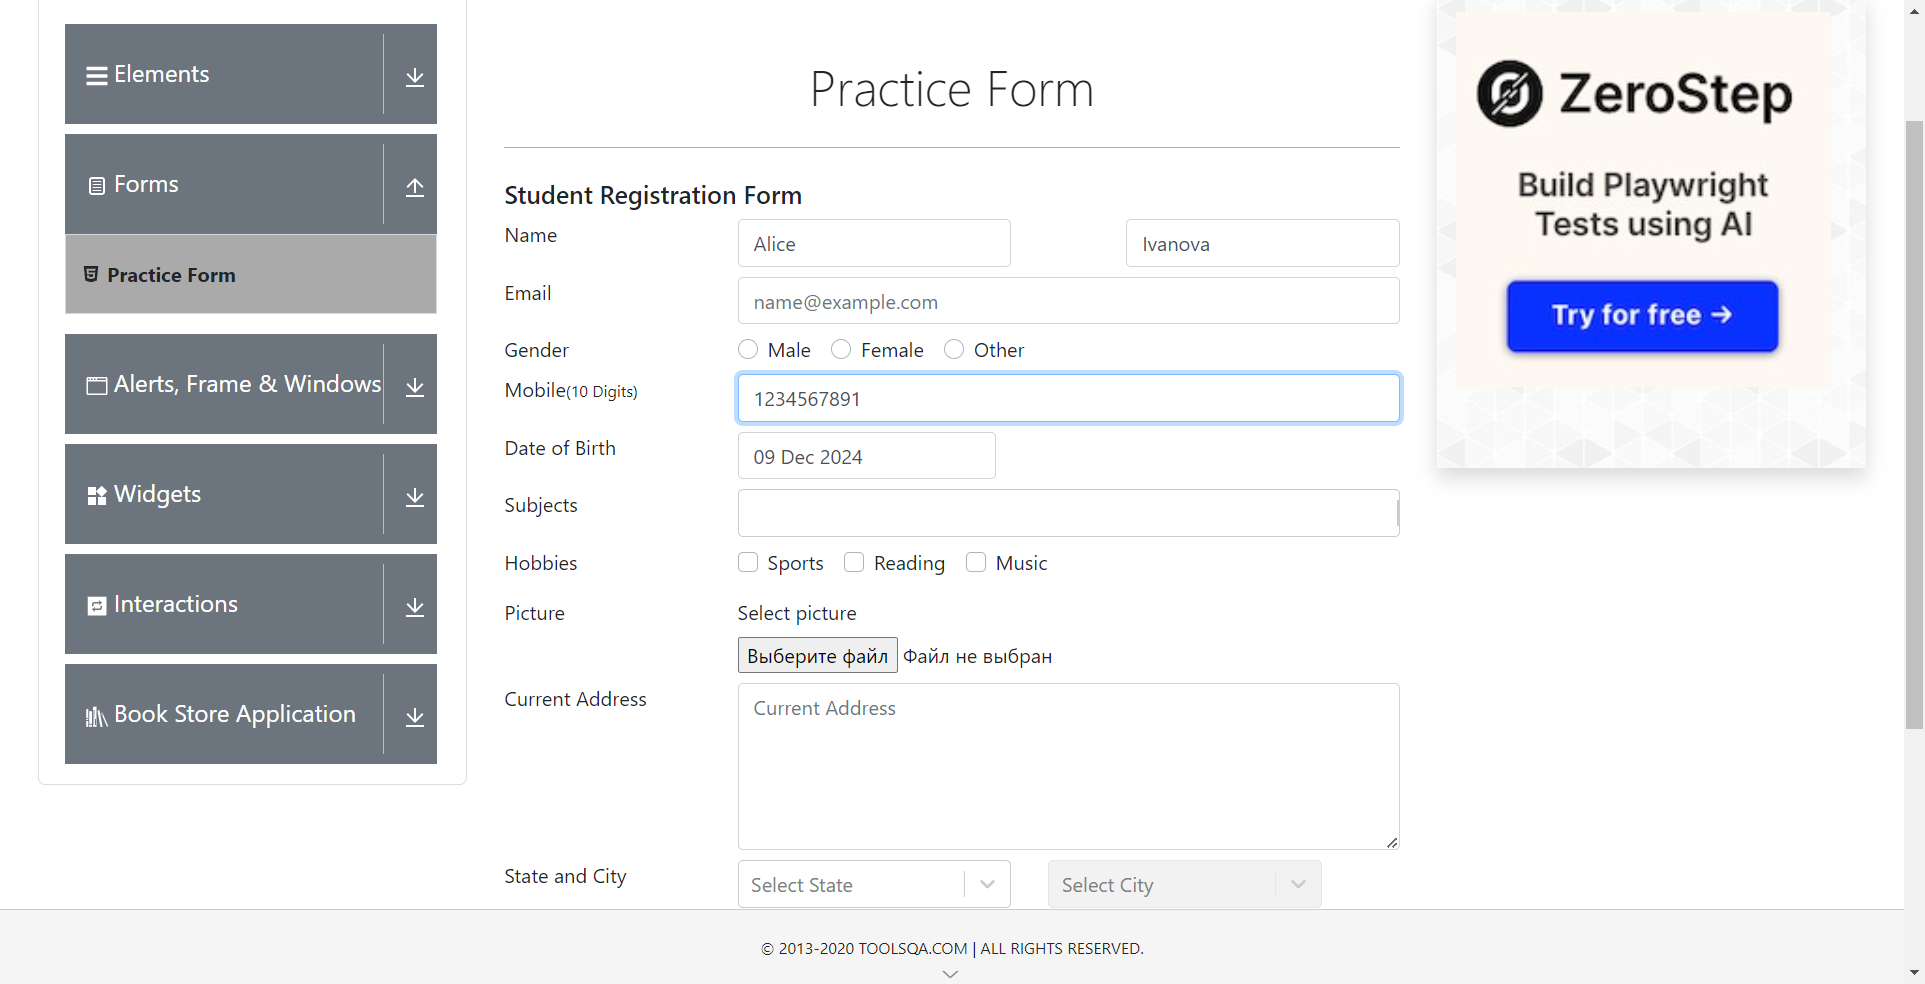 Elements
Forms
Practice Form
Alerts, Frame & Windows
Widgets
Interactions
Book Store Application
Practice Form
Student Registration Form
Name Alice Ivanova
Email name@example.com
Gender Male Female Other
Mobile(10 Digits) 1234567891
Date of Birth 09 Dec 2024
Subjects
Hobbies Sports Reading Music
Picture Select picture
Выберите файл Файл не выбран
Current Address Current Address
State and City Select State Select City
ZeroStep
Build Playwright
Tests using AI
Try for free →
© 2013-2020 TOOLSQA.COM | ALL RIGHTS RESERVED.